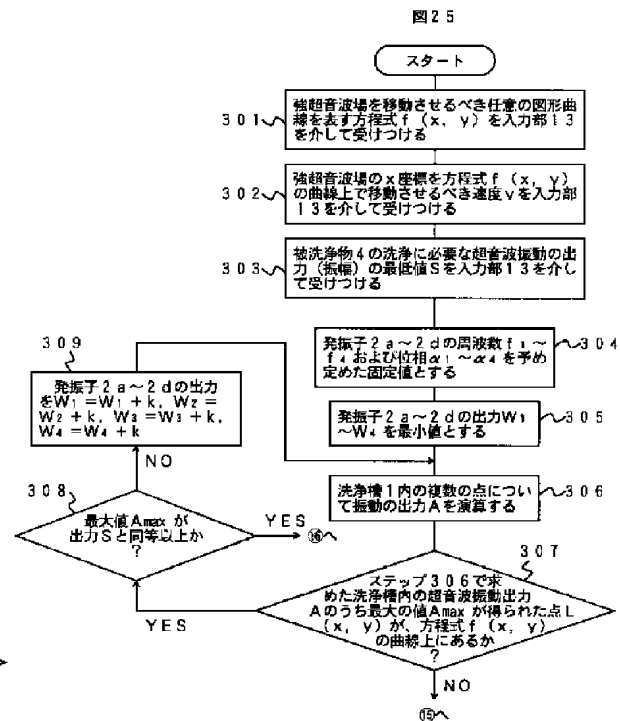 図25
スタート
301
強超音波場を移動させるべき任意の図形曲
線を表す方程式f(x, y)を入力部13
を介して受けつける
302
強超音波場のx座標を方程式f(x, y)
の曲線上で移動させるべき速度vを入力部
13を介して受けつける
303
被洗浄物4の洗浄に必要な超音波振動の出
力(振幅)の最低値Sを入力部13を介し
て受けつける
304
発振子2a~2dの周波数f₁~
f₄および位相α₁~α₄を予め
定めた固定値とする
305
発振子2a~2dの出力W₁
~W₄を最小値とする
306
洗浄槽1内の複数の点につい
て振動の出力Aを演算する
307
ステップ306で求
めた洗浄槽内の超音波振動出力
Aのうち最大の値Amaxが得られた点L
(x, y)が、方程式f(x, y)
の曲線上にあるか
?
YES
NO
⑮
308
最大値Amaxが
出力Sと同等以上か
?
YES
⑯
NO
309
発振子2a~2dの出力
をW₁=W₁+k, W₂=
W₂+k, W₃=W₃+k,
W₄=W₄+k